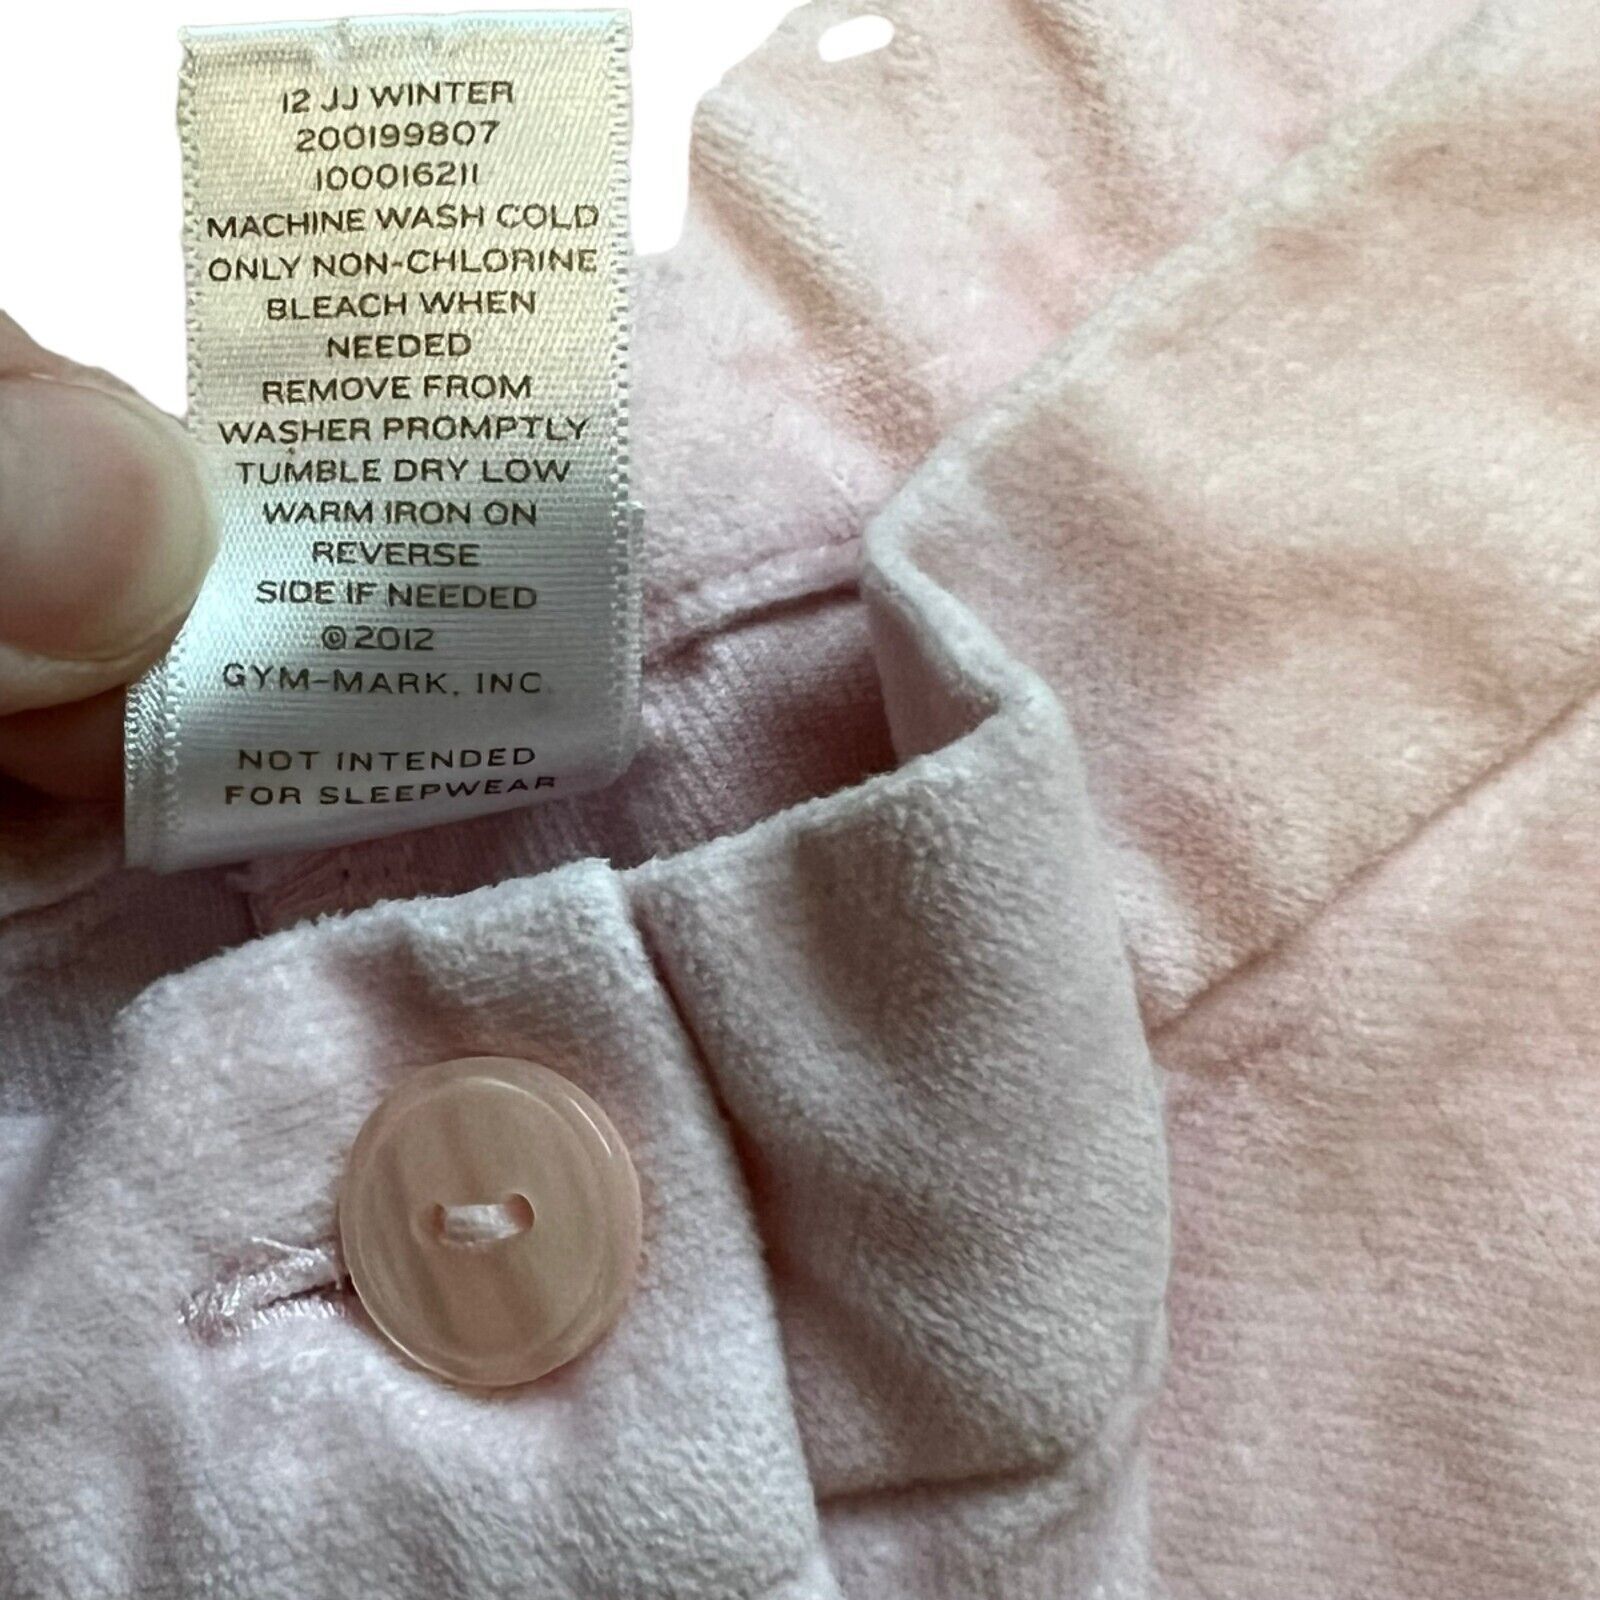 12 JJ WINTER
200199807
100016211
MACHINE WASH COLD
ONLY NON-CHLORINE
BLEACH WHEN
NEEDED
REMOVE FROM
WASHER PROMPTLY
TUMBLE DRY LOW
WARM IRON ON
REVERSE
SIDE IF NEEDED
©2012
GYM-MARK, INC.
NOT INTENDED
FOR SLEEPWEAR